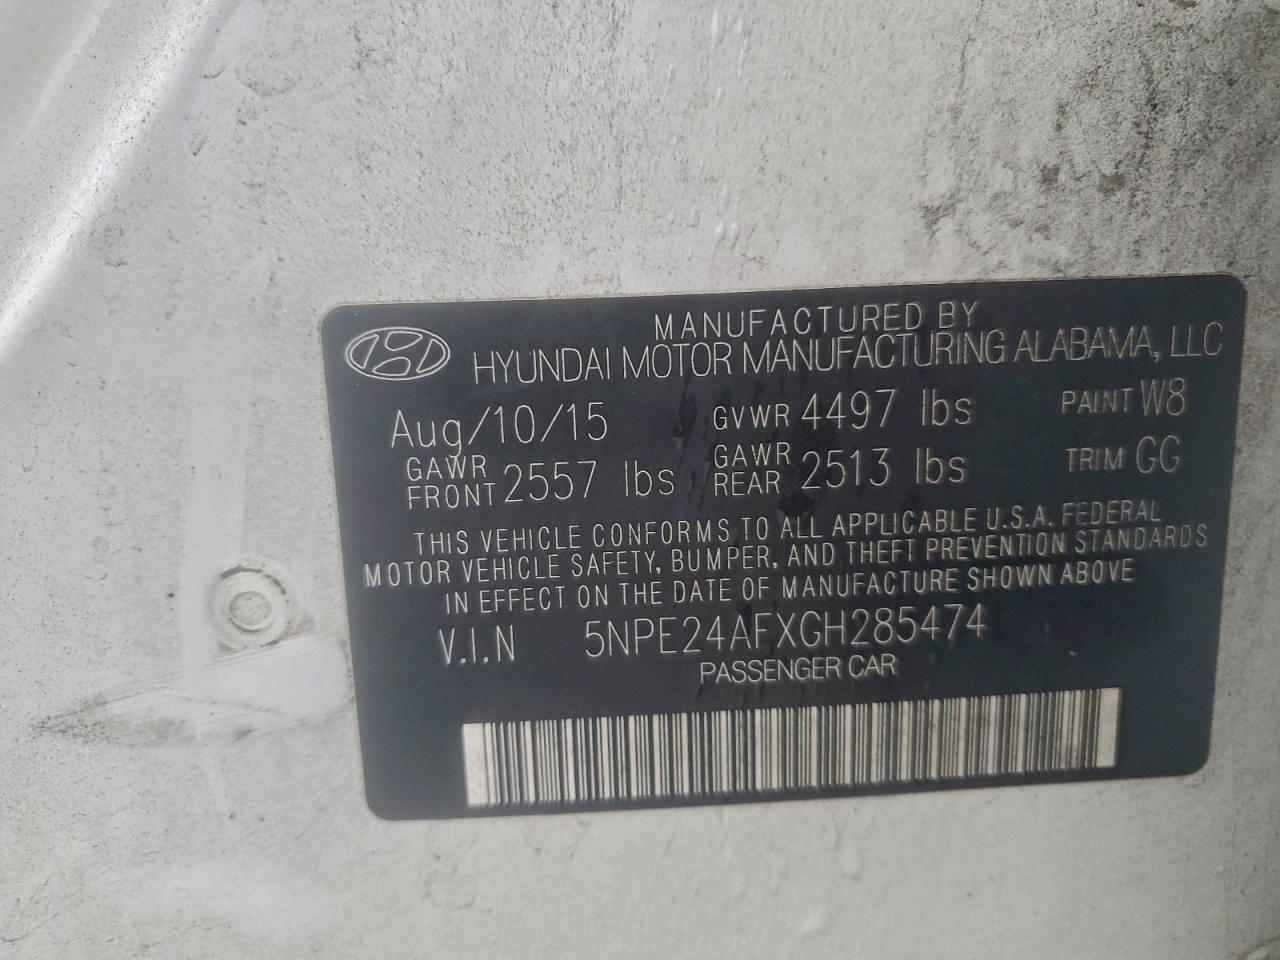 MANUFACTURED BY
HYUNDAI MOTOR MANUFACTURING ALABAMA, LLC
Aug/10/15 GVWR 4497 lbs PAINT W8
GAWR FRONT 2557 lbs GAWR REAR 2513 lbs TRIM GG
THIS VEHICLE CONFORMS TO ALL APPLICABLE U.S.A. FEDERAL
MOTOR VEHICLE SAFETY, BUMPER, AND THEFT PREVENTION STANDARDS
IN EFFECT ON THE DATE OF MANUFACTURE SHOWN ABOVE
V.I.N 5NPE24AFXGH285474
PASSENGER CAR